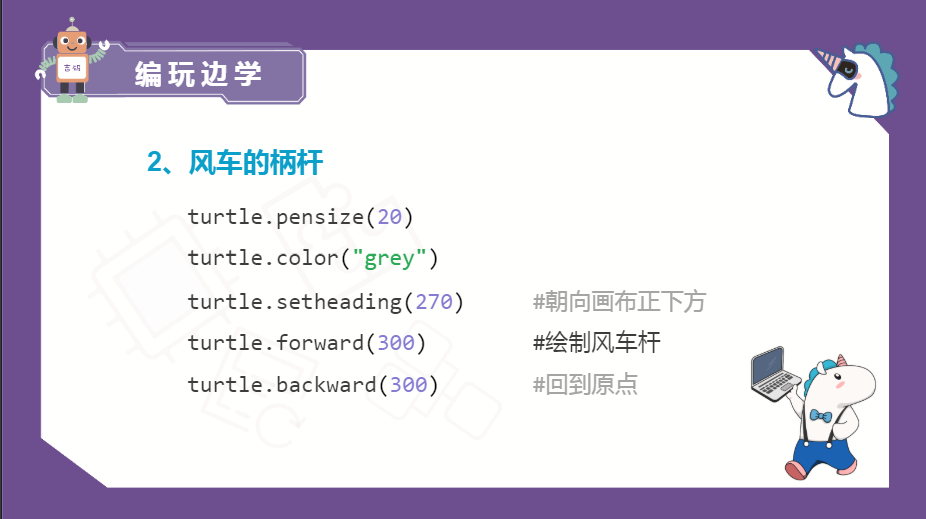 编玩边学
2、风车的柄杆
turtle.pensize(20)
turtle.color("grey")
turtle.setheading(270) #朝向画布正下方
turtle.forward(300) #绘制风车杆
turtle.backward(300) #回到原点